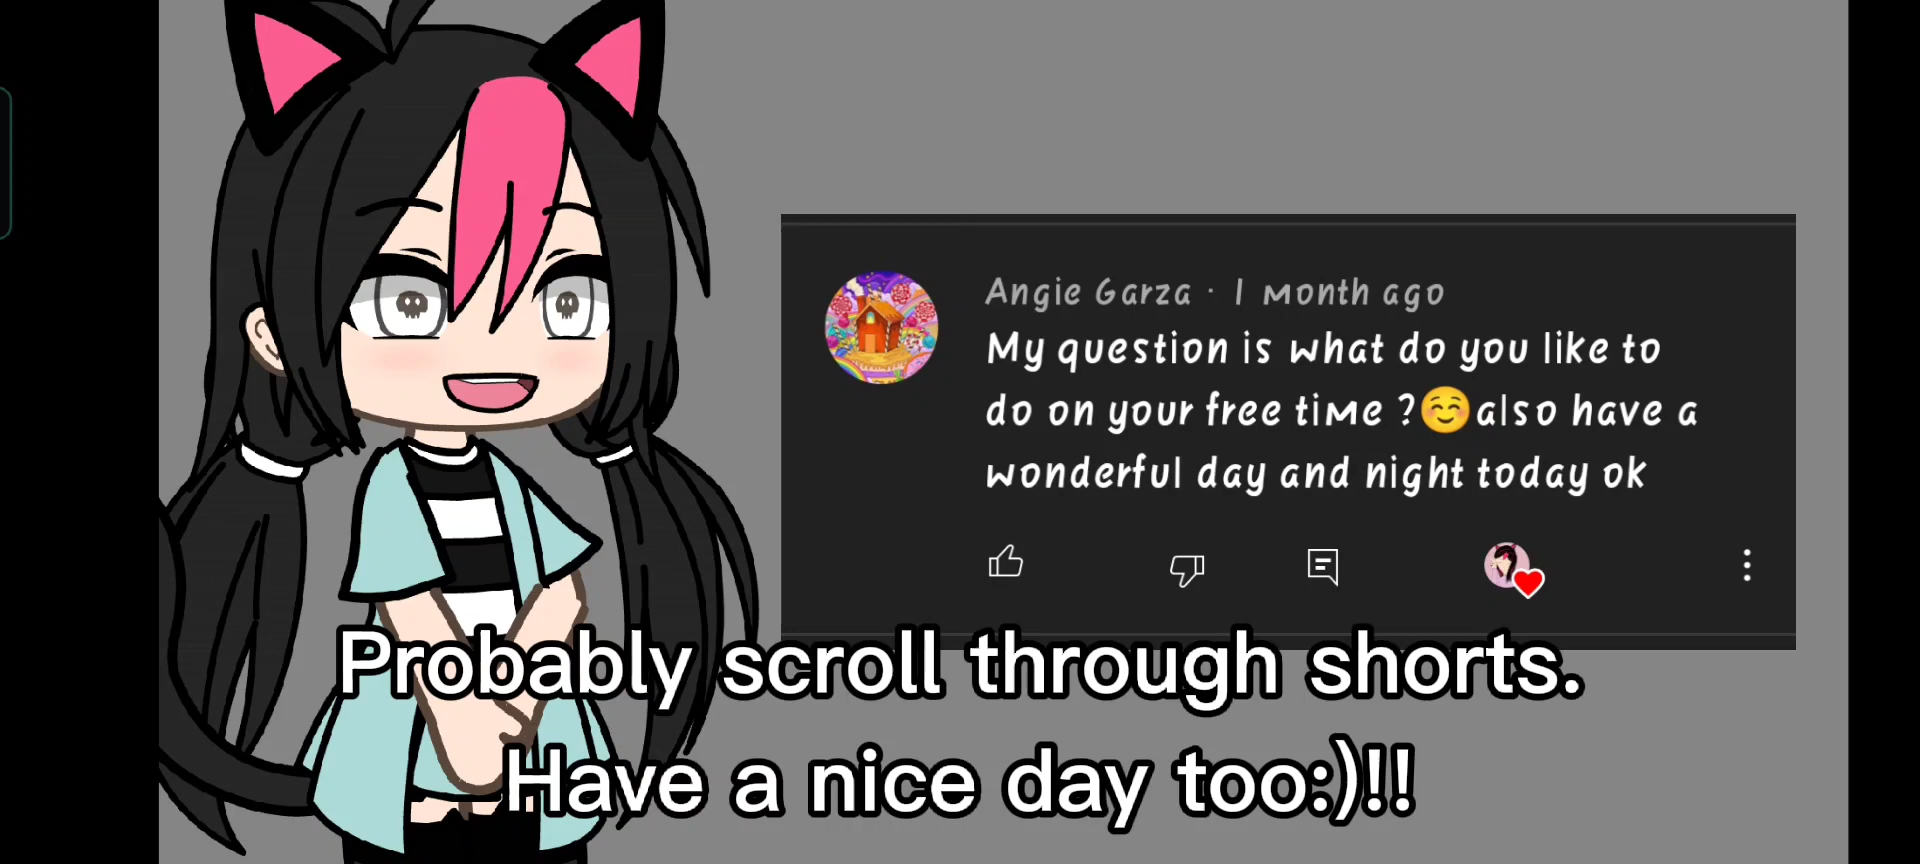 Angie Garza · 1 month ago
My question is what do you like to
do on your free time ?☺️also have a
wonderful day and night today ok
Probably scroll through shorts.
Have a nice day too:)!!